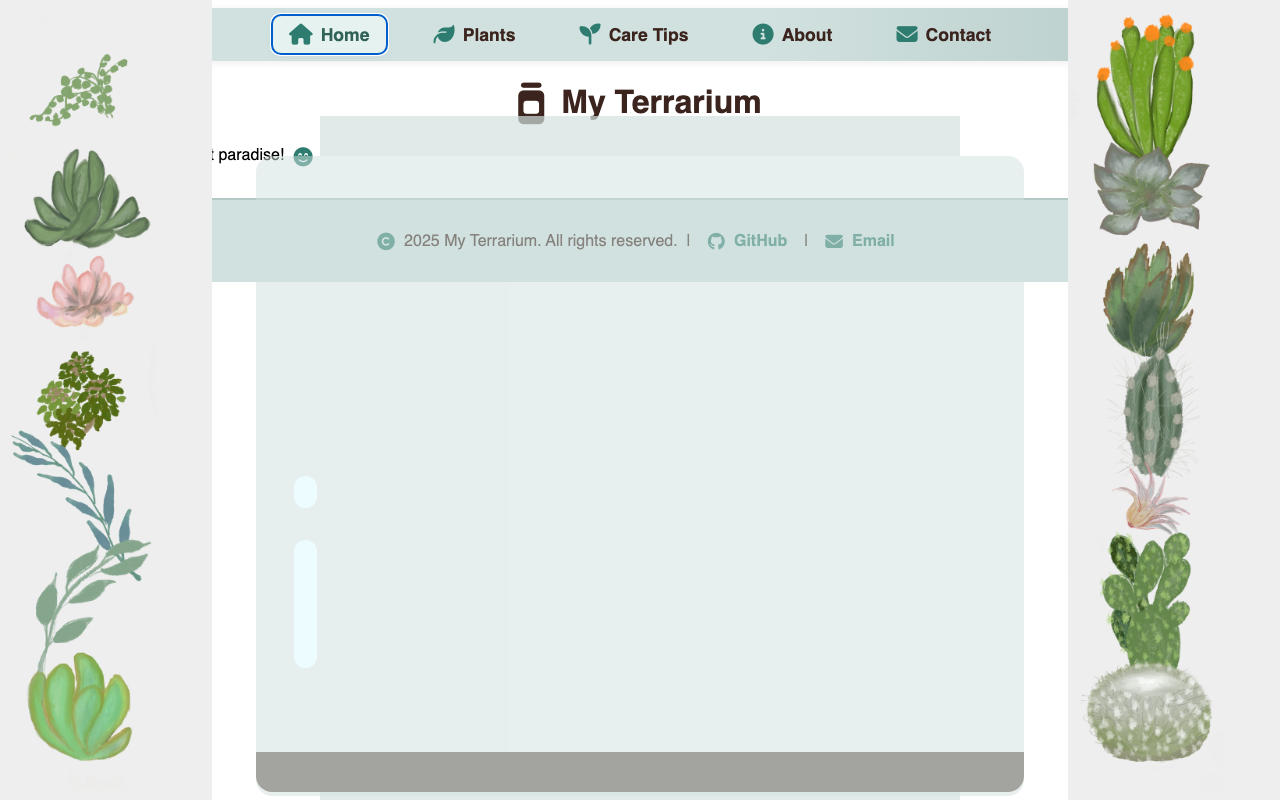 Home Plants Care Tips About Contact
My Terrarium
t paradise!
2025 My Terrarium. All rights reserved. | GitHub | Email